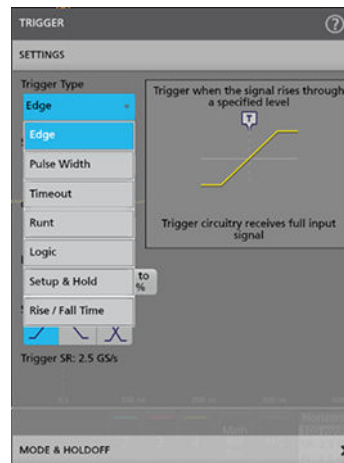 TRIGGER
?
SETTINGS
Trigger Type
Edge
Edge
Pulse Width
Timeout
Runt
Logic
Setup & Hold
Rise / Fall Time
Trigger when the signal rises through
a specified level
T
Trigger circuitry receives full input
signal
to
%
Trigger SR: 2.5 GS/s
MODE & HOLDOFF